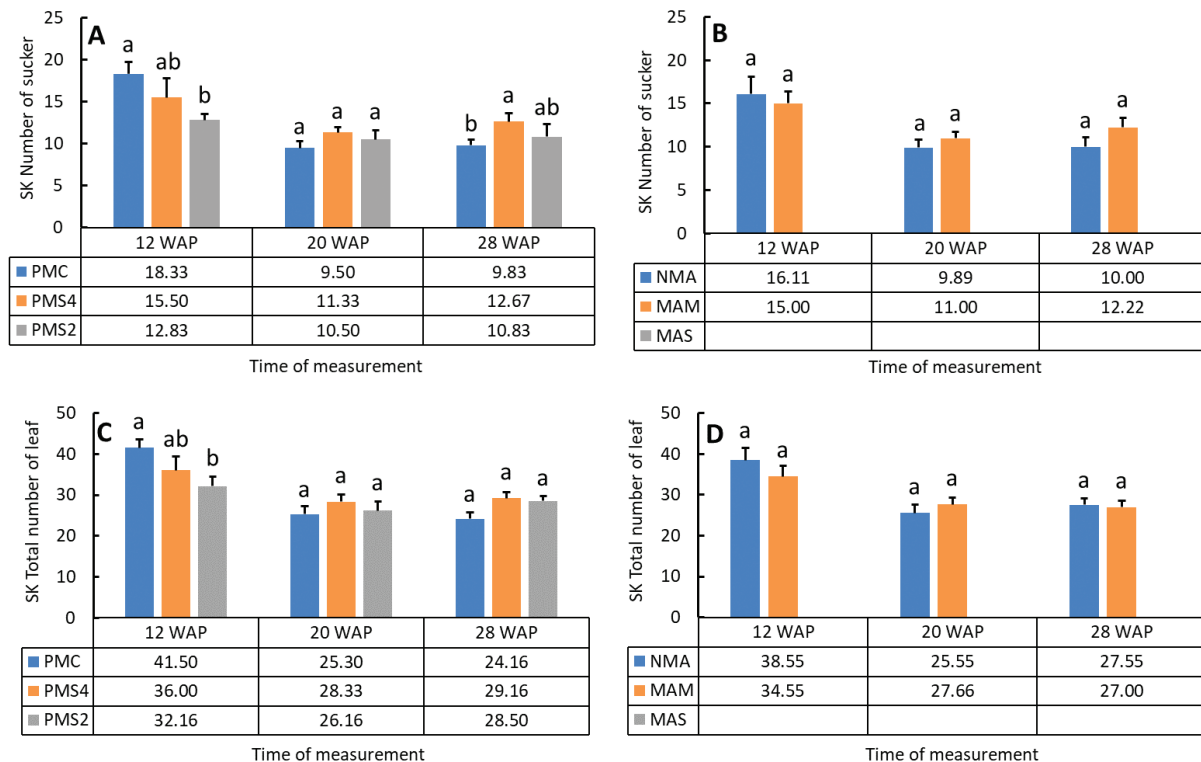 A
SK Number of sucker
25
20
15
10
5
0
a ab b
a a a
b a ab
12 WAP 20 WAP 28 WAP
PMC 18.33 9.50 9.83
PMS4 15.50 11.33 12.67
PMS2 12.83 10.50 10.83
Time of measurement
B
SK Number of sucker
25
20
15
10
5
0
a a
a a
a a
12 WAP 20 WAP 28 WAP
NMA 16.11 9.89 10.00
MAM 15.00 11.00 12.22
MAS
Time of measurement
C
SK Total number of leaf
50
40
30
20
10
0
a ab b
a a a
a a a
12 WAP 20 WAP 28 WAP
PMC 41.50 25.30 24.16
PMS4 36.00 28.33 29.16
PMS2 32.16 26.16 28.50
Time of measurement
D
SK Total number of leaf
50
40
30
20
10
0
a a
a a
a a
12 WAP 20 WAP 28 WAP
NMA 38.55 25.55 27.55
MAM 34.55 27.66 27.00
MAS
Time of measurement